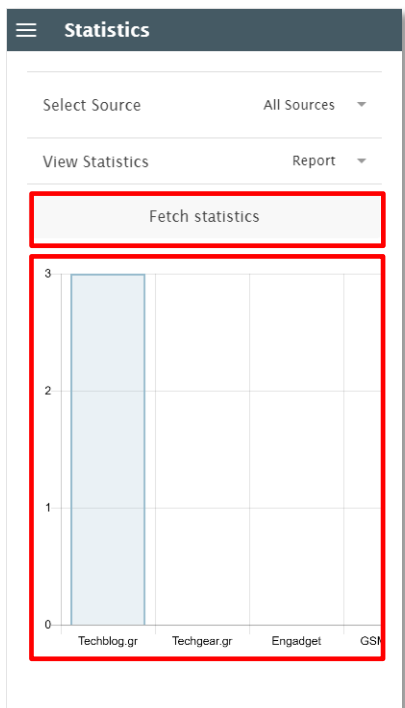 Statistics
Select Source All Sources
View Statistics Report
Fetch statistics
3
2
1
0
Techblog.gr Techgear.gr Engadget